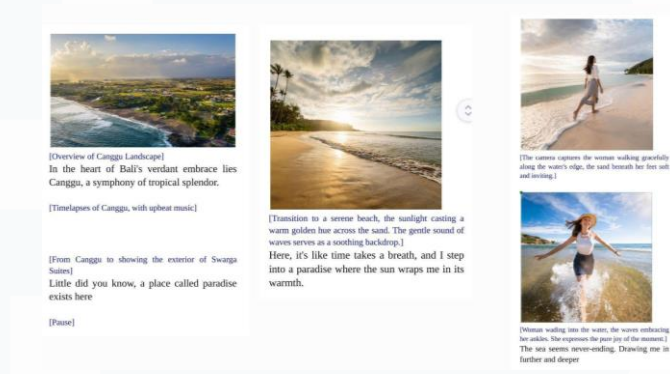 [Overview of Canggu Landscape]
In the heart of Bali's verdant embrace lies
Canggu, a symphony of tropical splendor.
[Timelapses of Canggu, with upbeat music]
[From Canggu to showing the exterior of Swarga
Suites]
Little did you know, a place called paradise
exists here
[Pause]
[Transition to a serene beach, the sunlight casting a
warm golden hue across the sand. The gentle sound of
waves serves as a soothing backdrop.]
Here, it's like time takes a breath, and I step
into a paradise where the sun wraps me in its
warmth.
[The camera captures the woman walking gracefully
along the water's edge, the sand beneath her feet soft
and inviting.]
[Woman wading into the water, the waves embracing
her ankles. She expresses the pure joy of the moment.]
The sea seems never-ending. Drawing me in
further and deeper